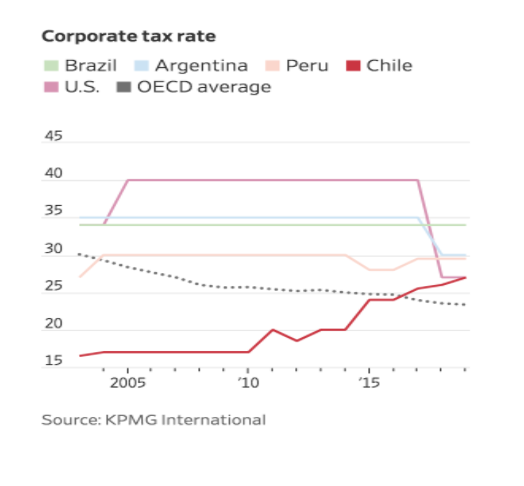 Corporate tax rate
Brazil Argentina Peru Chile
U.S. OECD average
45
40
35
30
25
20
15
2005 ’10 ’15
Source: KPMG International